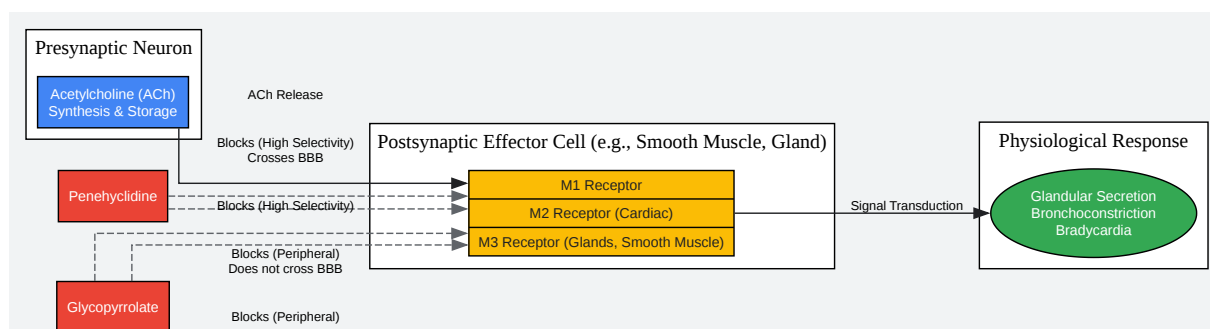 Presynaptic Neuron
Acetylcholine (ACh)
Synthesis & Storage
ACh Release
Blocks (High Selectivity)
Crosses BBB
Postsynaptic Effector Cell (e.g., Smooth Muscle, Gland)
Physiological Response
Penehyclidine
Blocks (High Selectivity)
M1 Receptor
M2 Receptor (Cardiac)
M3 Receptor (Glands, Smooth Muscle)
Signal Transduction
Glandular Secretion
Bronchoconstriction
Bradycardia
Blocks (Peripheral)
Does not cross BBB
Glycopyrrolate
Blocks (Peripheral)